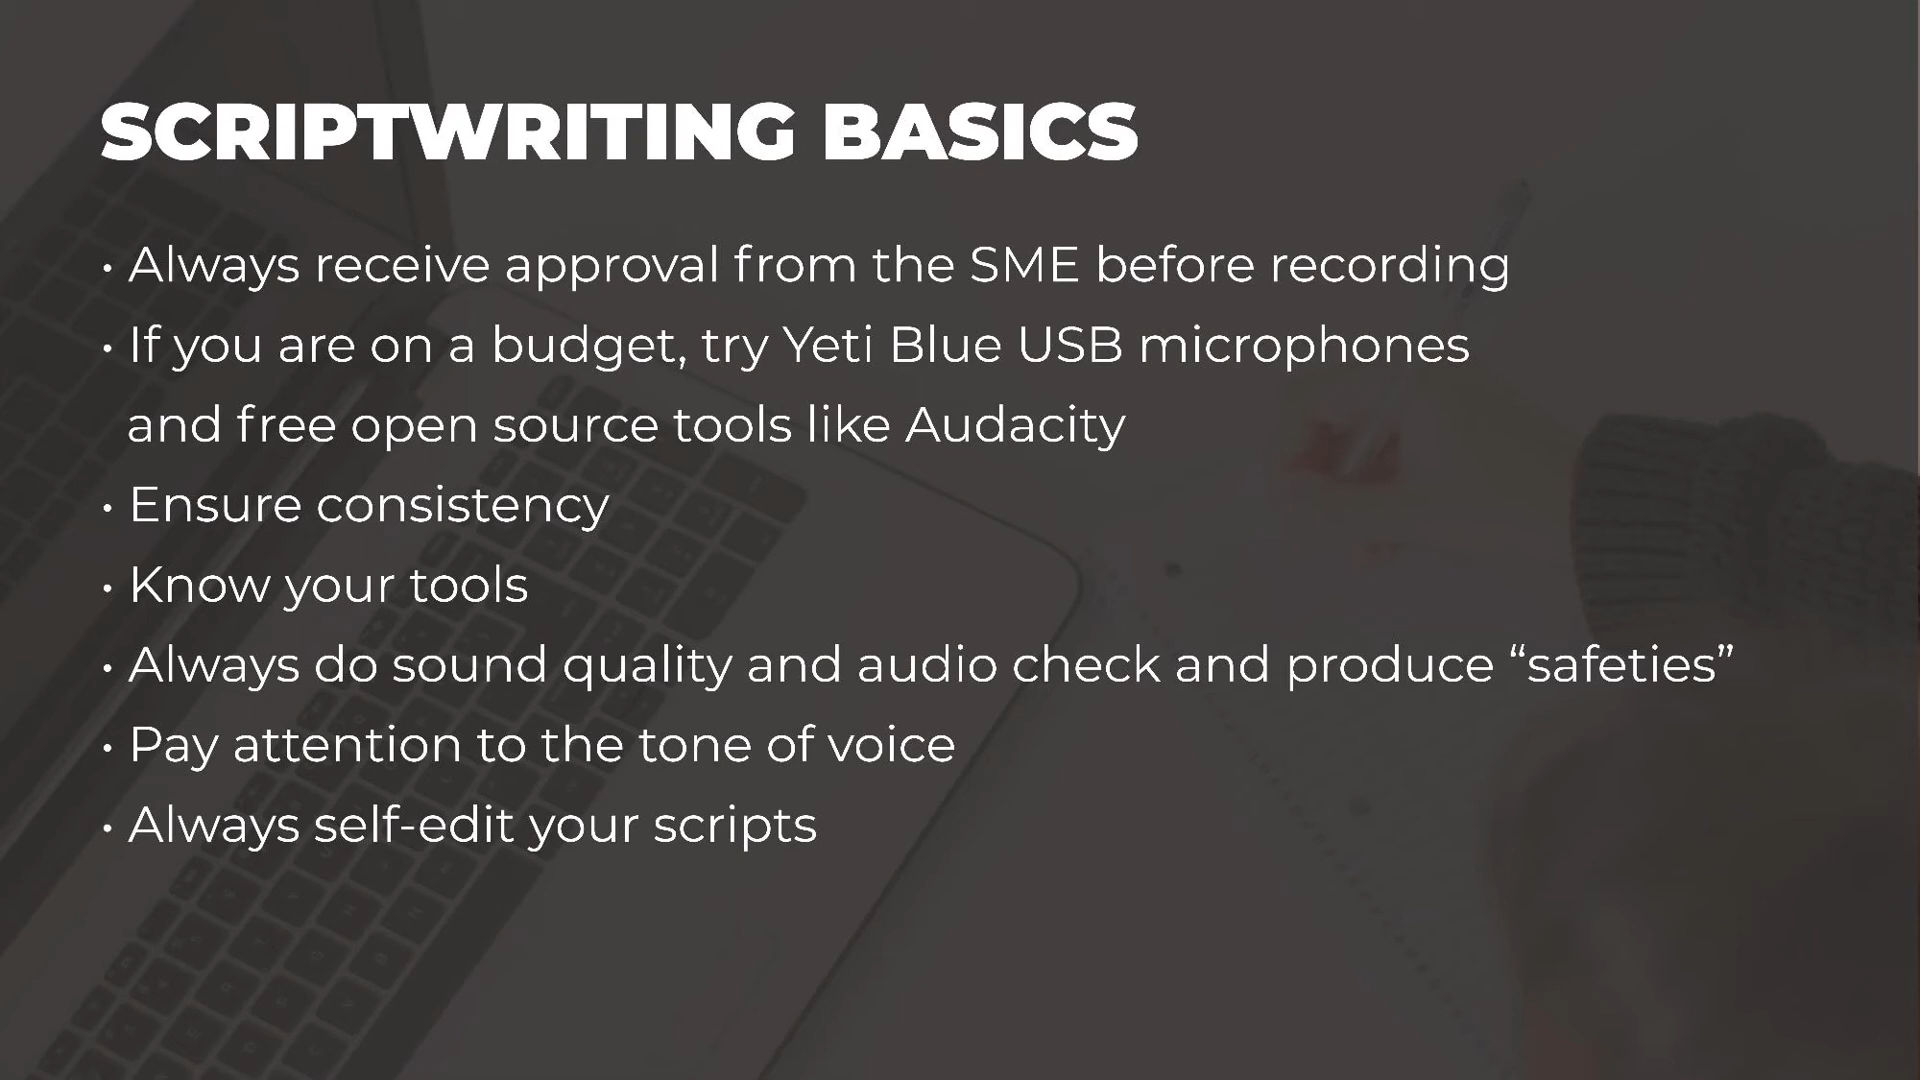 SCRIPTWRITING BASICS
• Always receive approval from the SME before recording
• If you are on a budget, try Yeti Blue USB microphones
and free open source tools like Audacity
• Ensure consistency
• Know your tools
• Always do sound quality and audio check and produce “safeties”
• Pay attention to the tone of voice
• Always self-edit your scripts